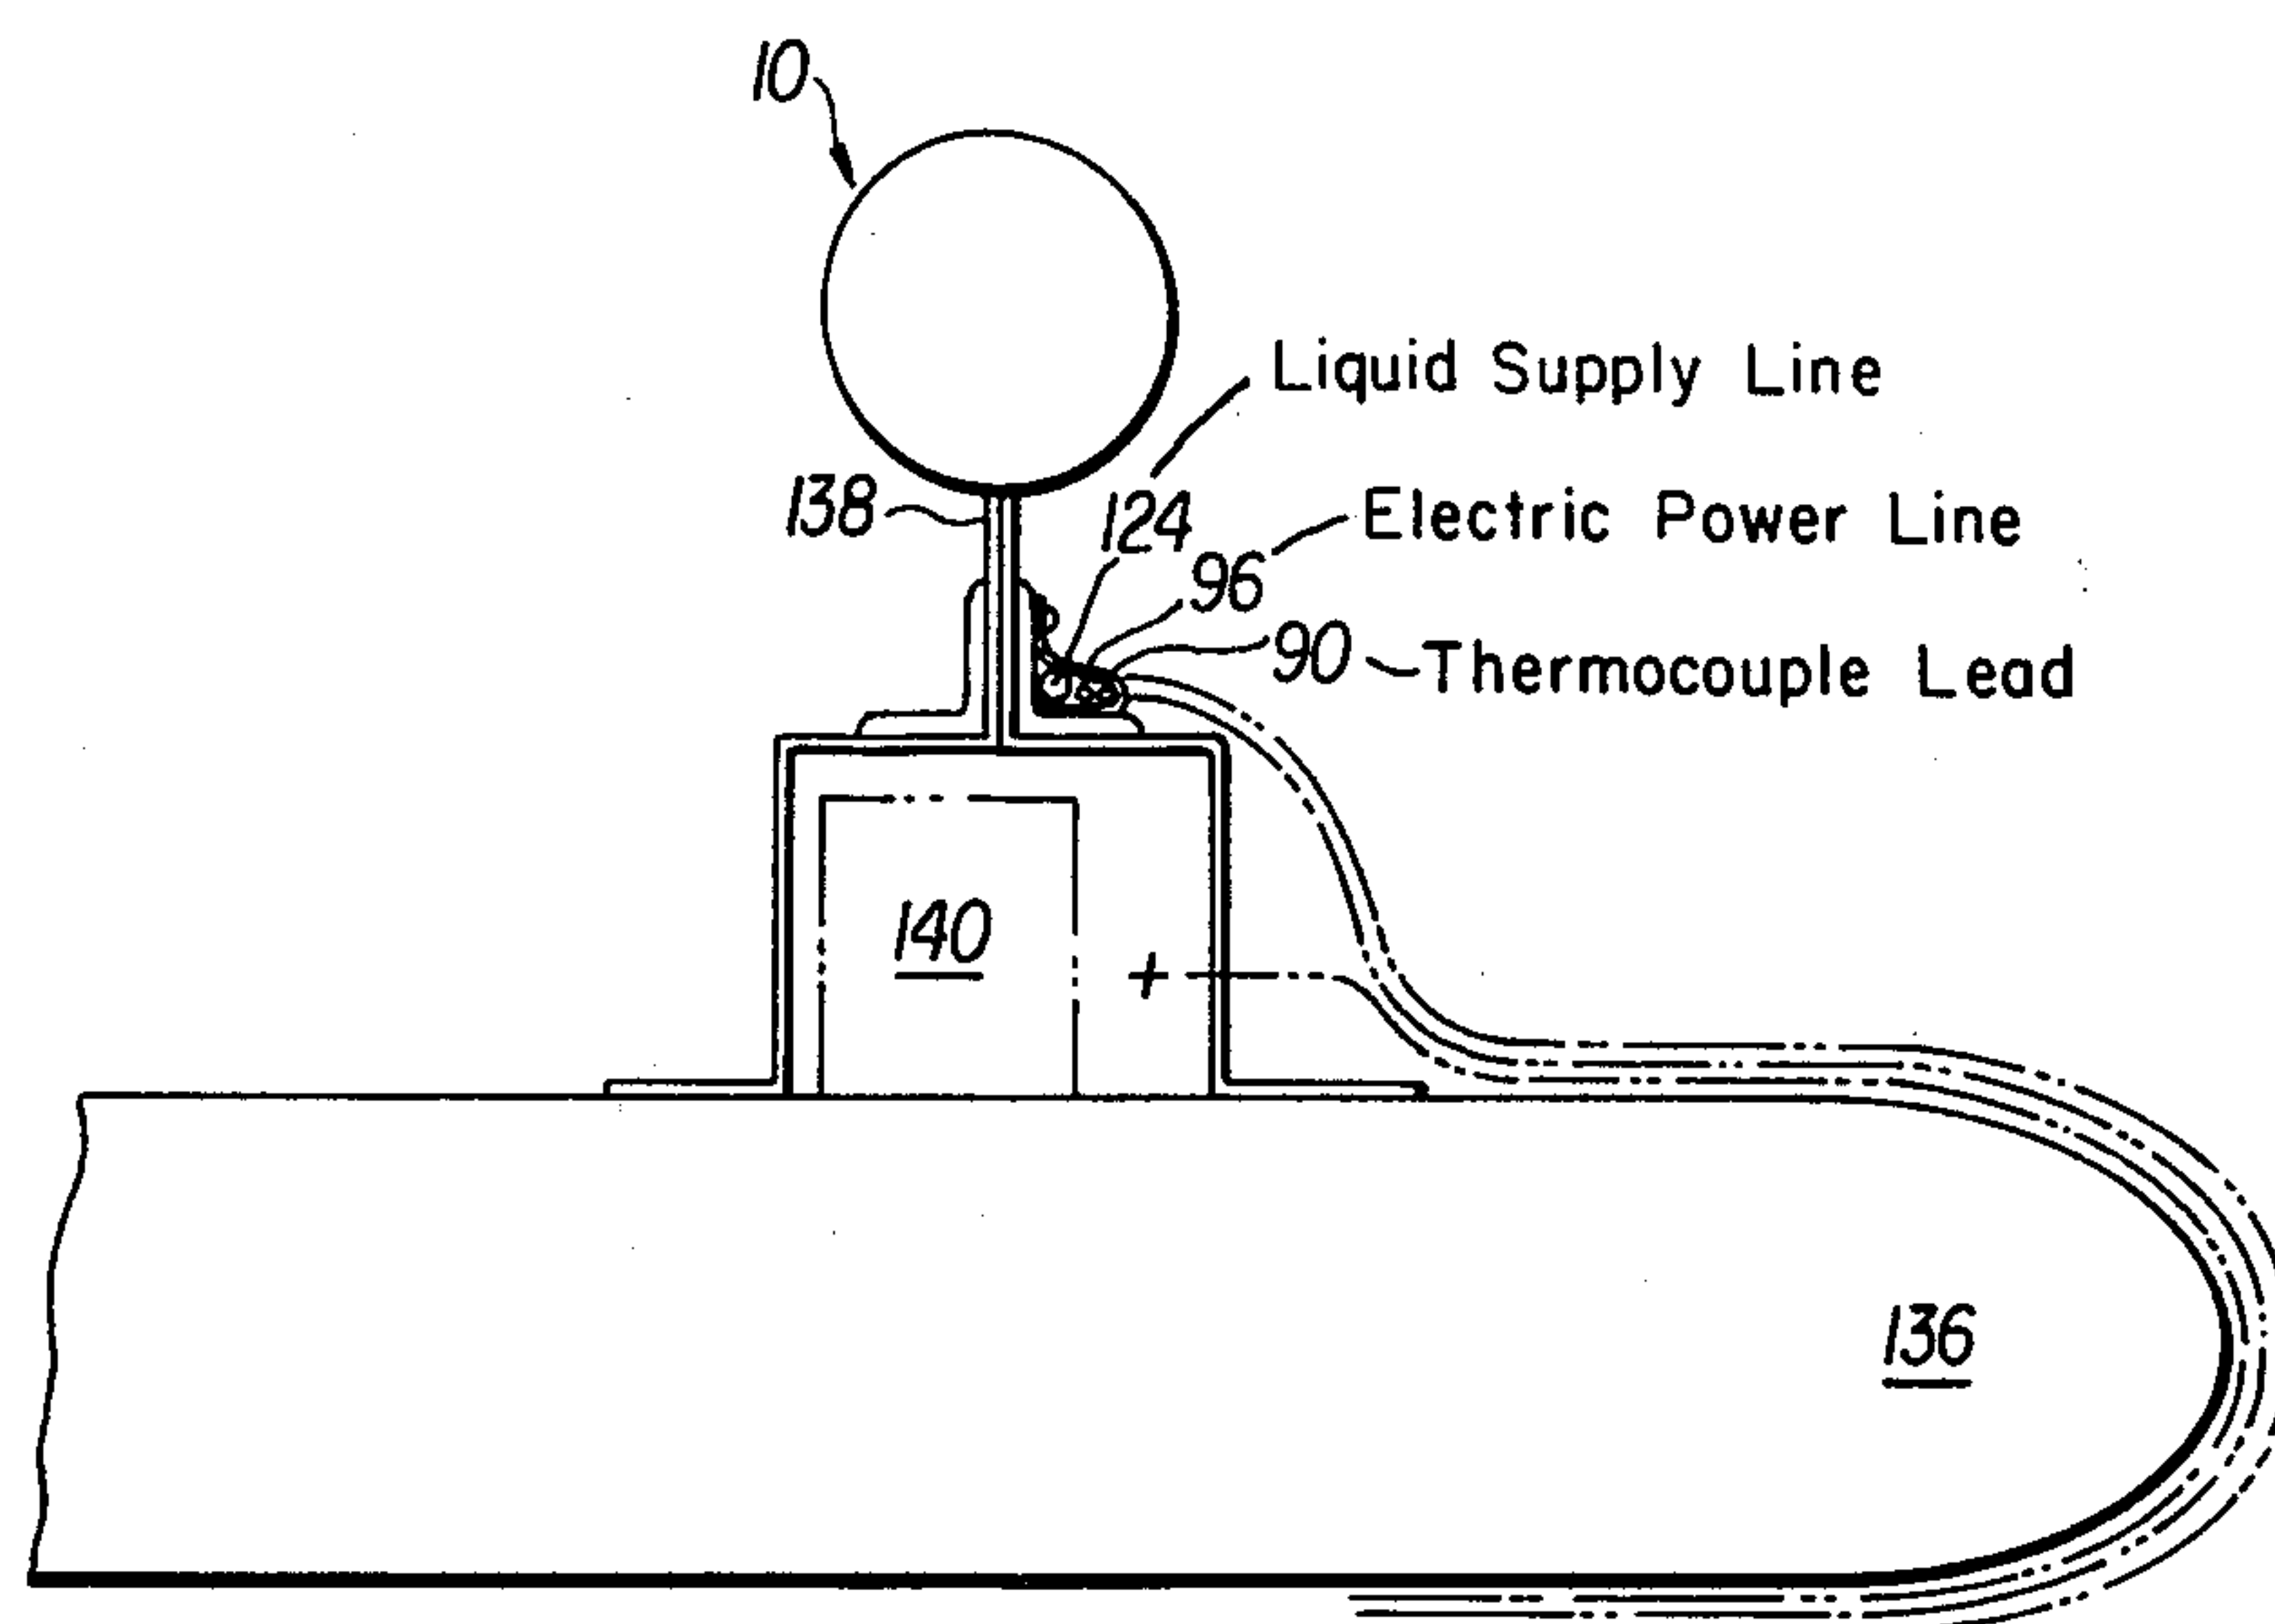 10
Liquid Supply Line
138
124
Electric Power Line
96
90
Thermocouple Lead
140
136